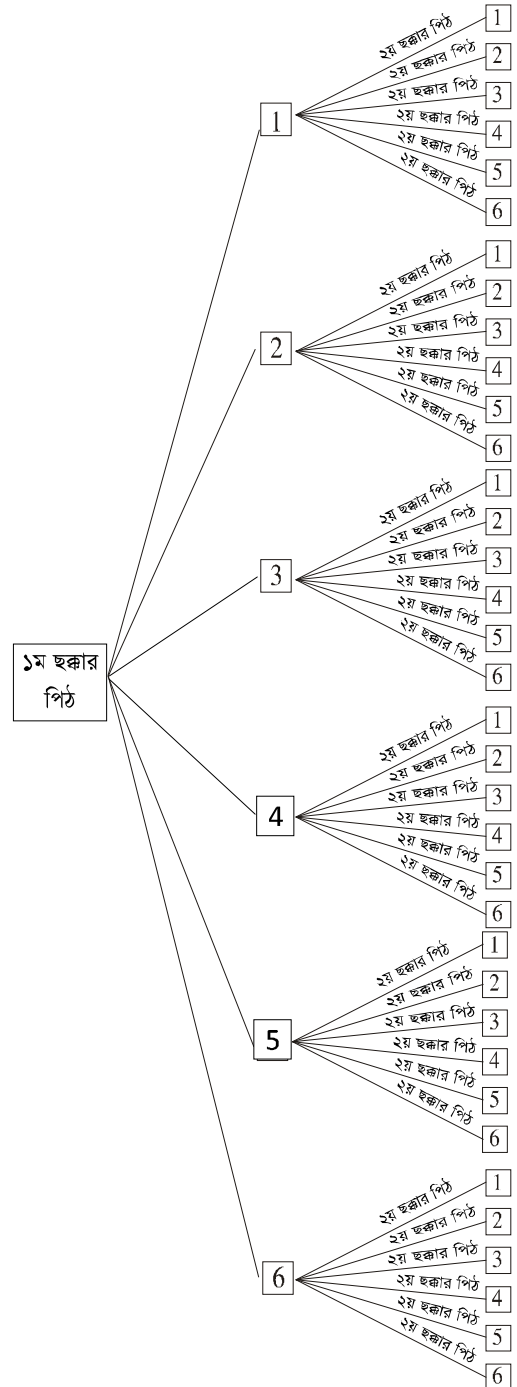 ২য় ছক্কার পিঠ 1
২য় ছক্কার পিঠ 2
২য় ছক্কার পিঠ 3
1
২য় ছক্কার পিঠ 4
২য় ছক্কার পিঠ 5
২য় ছক্কার পিঠ 6
২য় ছক্কার পিঠ 1
২য় ছক্কার পিঠ 2
২য় ছক্কার পিঠ 3
2
২য় ছক্কার পিঠ 4
২য় ছক্কার পিঠ 5
২য় ছক্কার পিঠ 6
২য় ছক্কার পিঠ 1
২য় ছক্কার পিঠ 2
২য় ছক্কার পিঠ 3
3
২য় ছক্কার পিঠ 4
২য় ছক্কার পিঠ 5
২য় ছক্কার পিঠ 6
১ম ছক্কার
পিঠ
২য় ছক্কার পিঠ 1
২য় ছক্কার পিঠ 2
২য় ছক্কার পিঠ 3
4
২য় ছক্কার পিঠ 4
২য় ছক্কার পিঠ 5
২য় ছক্কার পিঠ 6
২য় ছক্কার পিঠ 1
২য় ছক্কার পিঠ 2
২য় ছক্কার পিঠ 3
5
২য় ছক্কার পিঠ 4
২য় ছক্কার পিঠ 5
২য় ছক্কার পিঠ 6
২য় ছক্কার পিঠ 1
২য় ছক্কার পিঠ 2
২য় ছক্কার পিঠ 3
6
২য় ছক্কার পিঠ 4
২য় ছক্কার পিঠ 5
২য় ছক্কার পিঠ 6